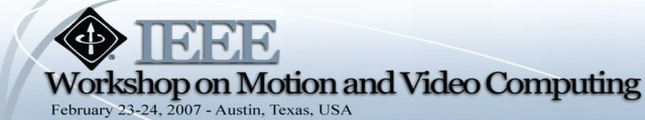 IEEE
Workshop on Motion and Video Computing
February 23-24, 2007 - Austin, Texas, USA